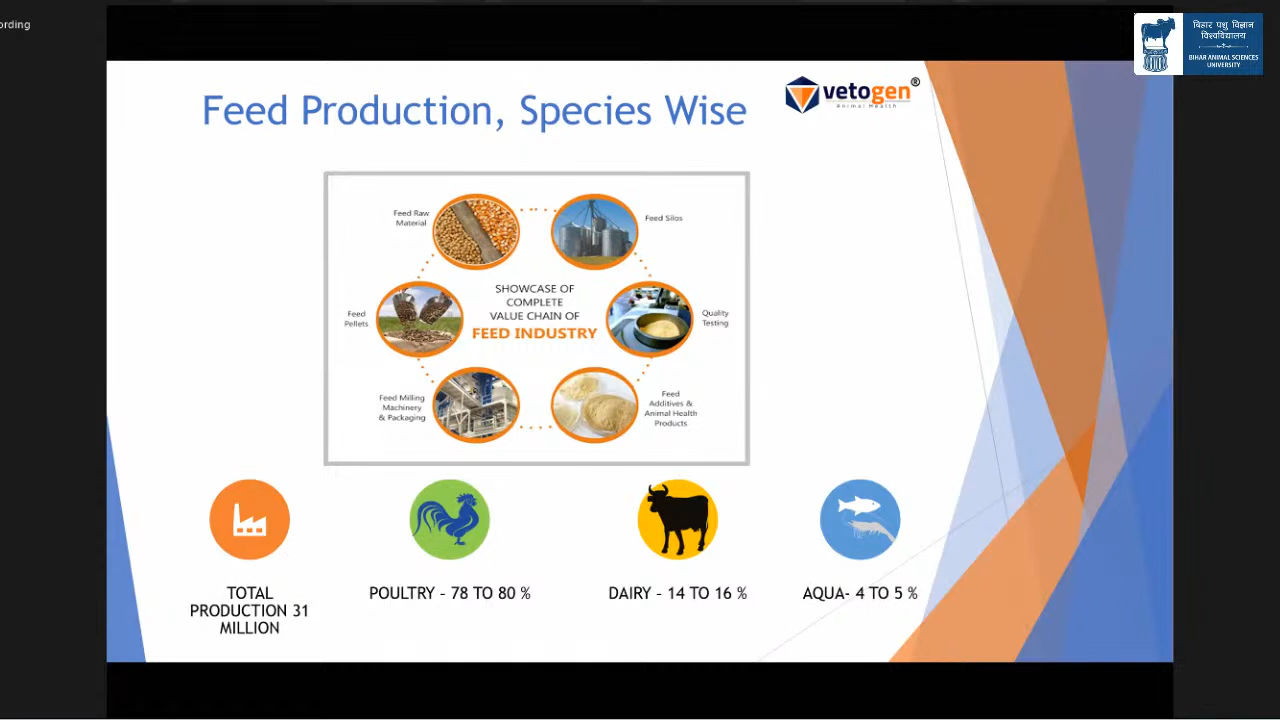 ording
बिहार पशु विज्ञान
विश्वविद्यालय
BIHAR ANIMAL SCIENCES
UNIVERSITY
Feed Production, Species Wise
vetogen®
Animal Health
Feed Raw
Material
Feed Silos
SHOWCASE OF
COMPLETE
VALUE CHAIN OF
FEED INDUSTRY
Feed
Pellets
Quality
Testing
Feed Milling
Machinery
& Packaging
Feed
Additives &
Animal Health
Products
TOTAL
PRODUCTION 31
MILLION
POULTRY - 78 TO 80 %
DAIRY - 14 TO 16 %
AQUA- 4 TO 5 %